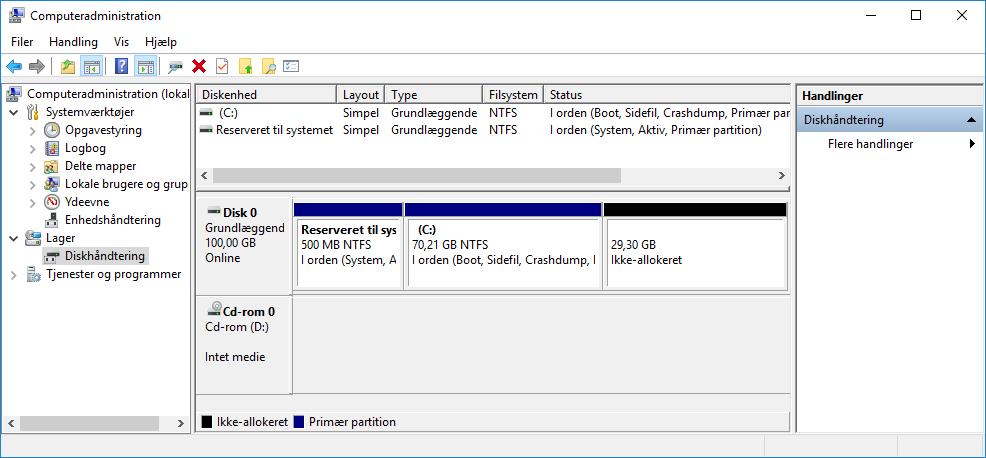 Computeradministration
Filer Handling Vis Hjælp
Computeradministration (lokal
Systemværktøjer
Opgavestyring
Logbog
Delte mapper
Lokale brugere og grupp
Ydeevne
Enhedshåndtering
Lager
Diskhåndtering
Tjenester og programmer
Diskenhed Layout Type Filsystem Status
(C:) Simpel Grundlæggende NTFS I orden (Boot, Sidefil, Crashdump, Primær par
Reserveret til systemet Simpel Grundlæggende NTFS I orden (System, Aktiv, Primær partition)
Disk 0
Grundlæggend
100,00 GB
Online
Reserveret til sys
500 MB NTFS
I orden (System, A
(C:)
70,21 GB NTFS
I orden (Boot, Sidefil, Crashdump, I
29,30 GB
Ikke-allokeret
Cd-rom 0
Cd-rom (D:)
Intet medie
Ikke-allokeret Primær partition
Handlinger
Diskhåndtering
Flere handlinger